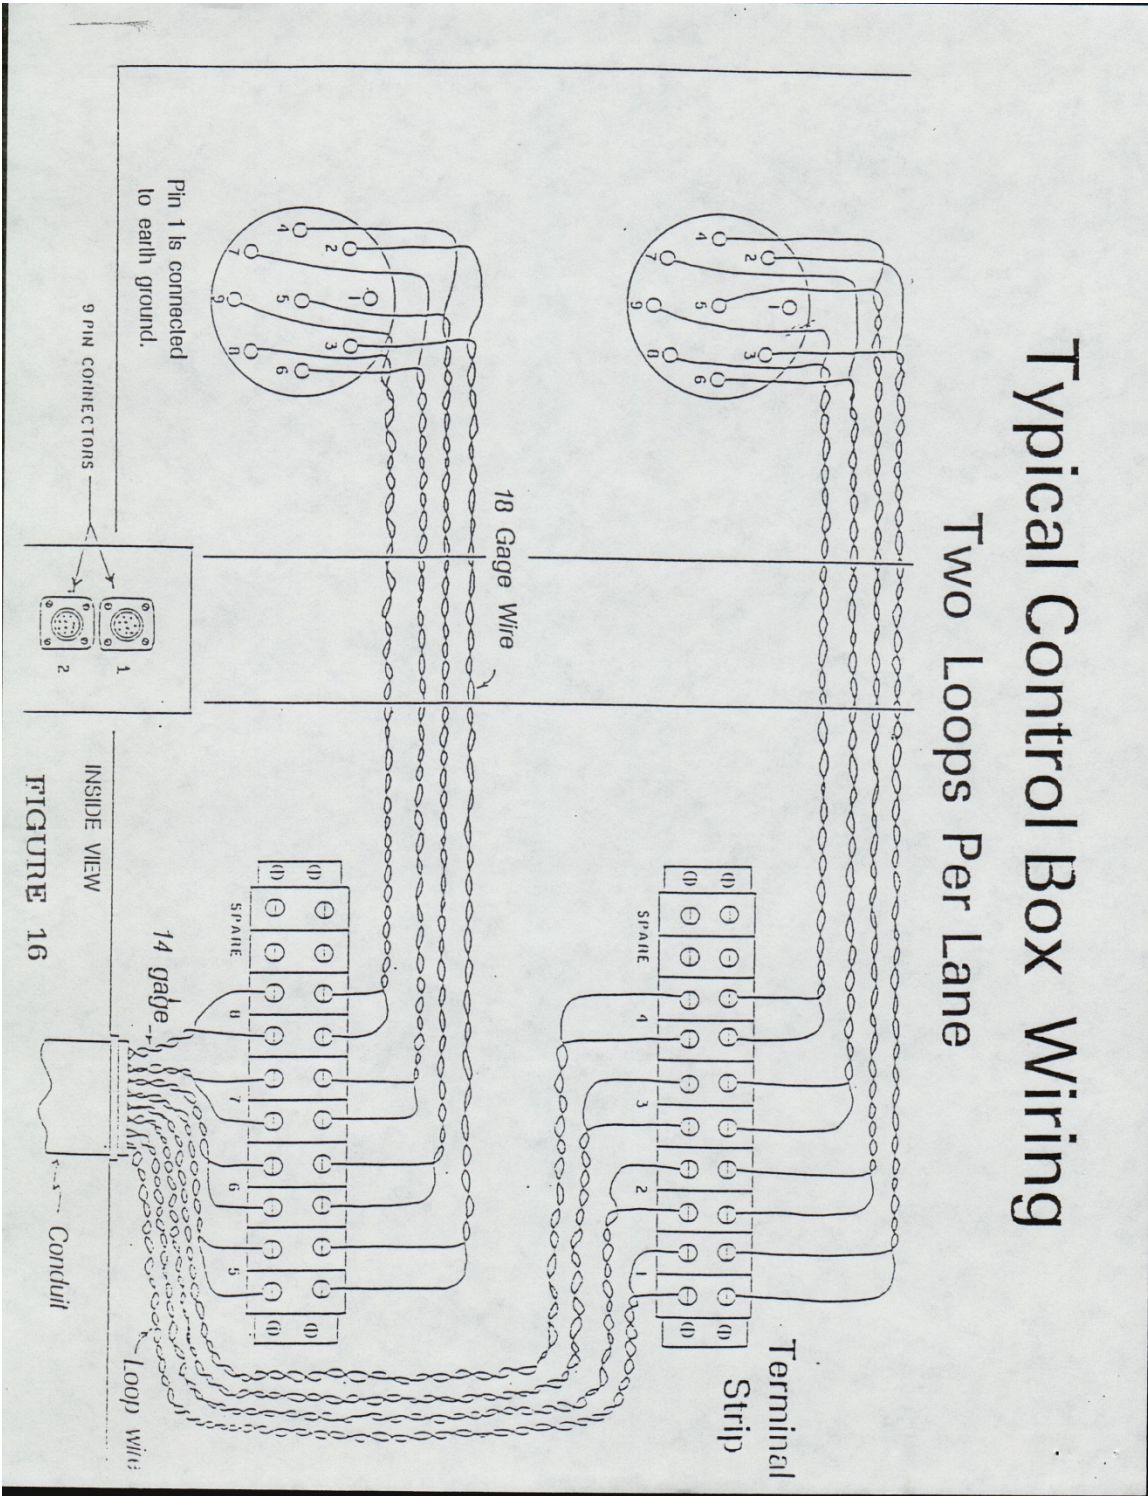 Typical Control Box Wiring
Two Loops Per Lane
Terminal
Strip
4
2
7
1
5
9
3
8
6
SPARE
4
3
2
1
18 Gage Wire
4
2
7
1
5
9
3
8
6
SPARE
8
7
6
5
Pin 1 is connected
to earth ground.
14 gage
Loop wire
9 PIN CONNECTORS
1
2
INSIDE VIEW
Conduit
FIGURE 16